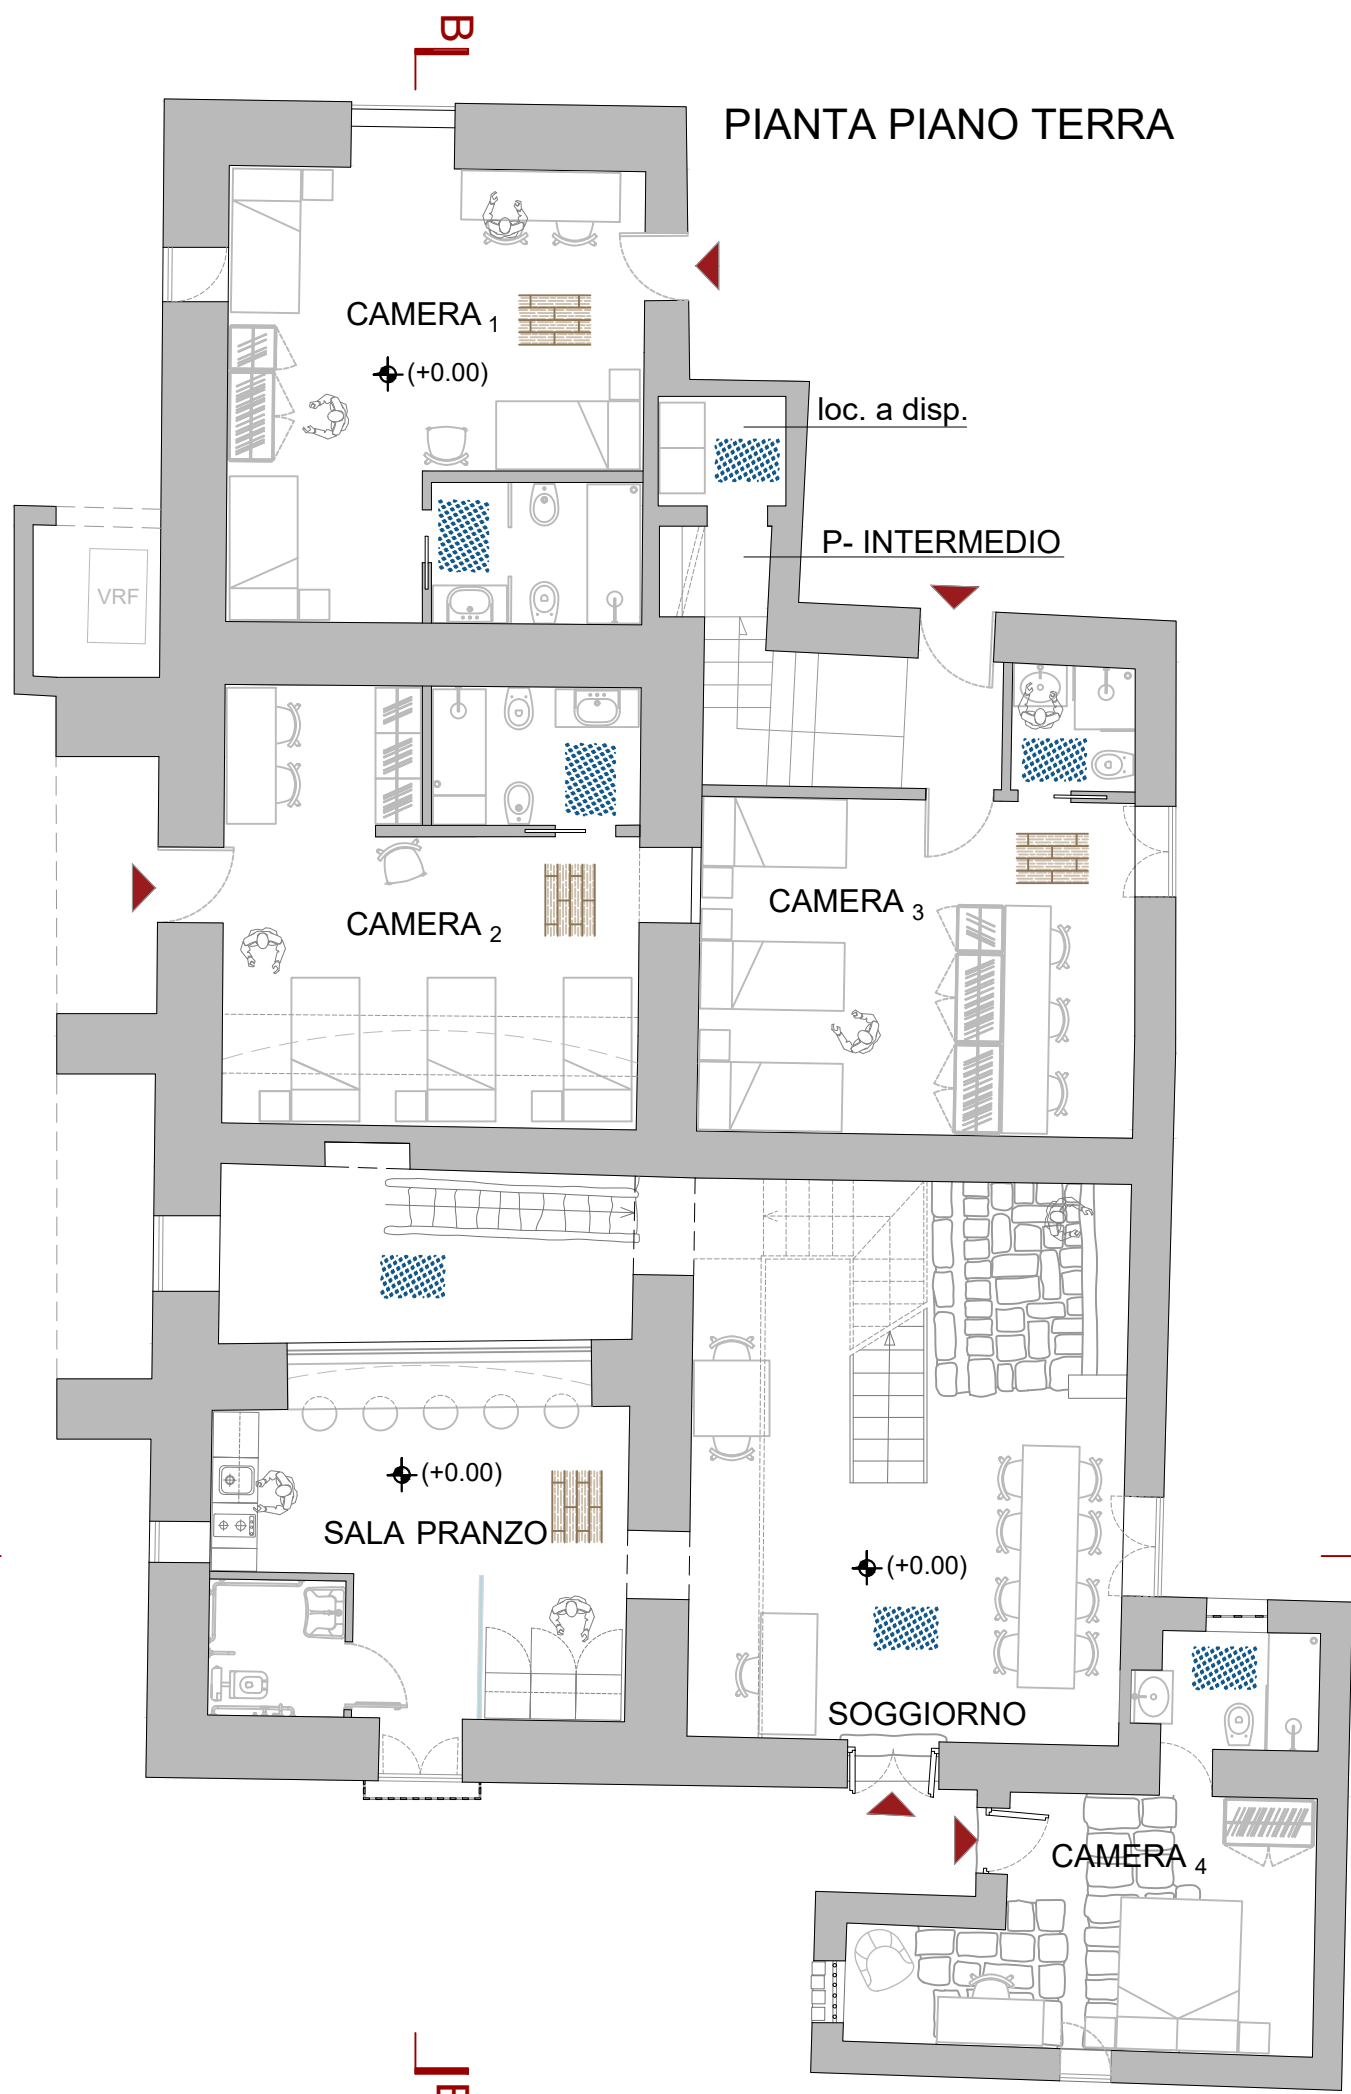 B
PIANTA PIANO TERRA
CAMERA 1
(+0.00)
loc. a disp.
P- INTERMEDIO
VRF
CAMERA 3
CAMERA 2
(+0.00)
SALA PRANZO
(+0.00)
SOGGIORNO
CAMERA 4